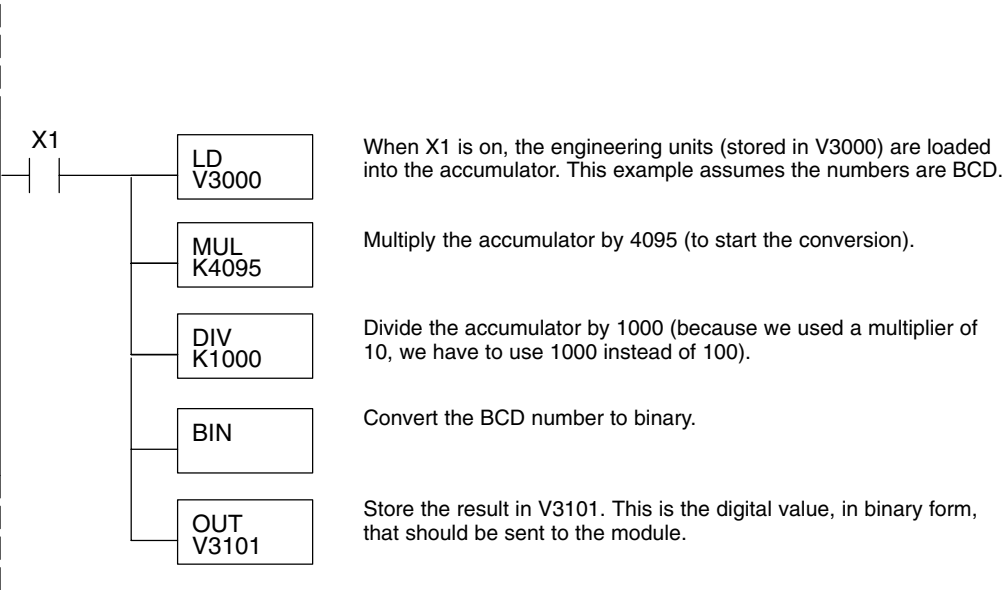 X1
LD
V3000
When X1 is on, the engineering units (stored in V3000) are loaded
into the accumulator. This example assumes the numbers are BCD.
MUL
K4095
Multiply the accumulator by 4095 (to start the conversion).
DIV
K1000
Divide the accumulator by 1000 (because we used a multiplier of
10, we have to use 1000 instead of 100).
BIN
Convert the BCD number to binary.
OUT
V3101
Store the result in V3101. This is the digital value, in binary form,
that should be sent to the module.